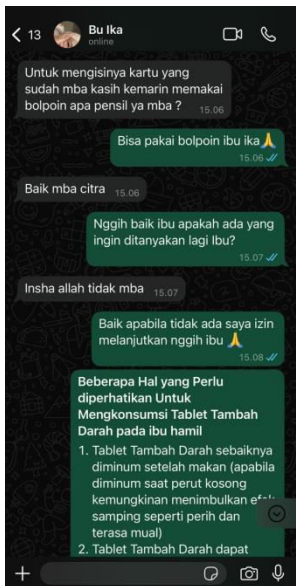 13
Bu Ika
online
Untuk mengisinya kartu yang
sudah mba kasih kemarin memakai
bolpoin apa pensil ya mba ?
15.06
Bisa pakai bolpoin ibu ika🙏
15.06
Baik mba citra
15.06
Nggih baik ibu apakah ada yang
ingin ditanyakan lagi Ibu?
15.07
Insha allah tidak mba
15.07
Baik apabila tidak ada saya izin
melanjutkan nggih ibu 🙏
15.08
Beberapa Hal yang Perlu
diperhatikan Untuk
Mengkonsumsi Tablet Tambah
Darah pada ibu hamil
1. Tablet Tambah Darah sebaiknya
diminum setelah makan (apabila
diminum saat perut kosong
kemungkinan menimbulkan
samping seperti perih dan
terasa mual)
2. Tablet Tambah Darah dapat